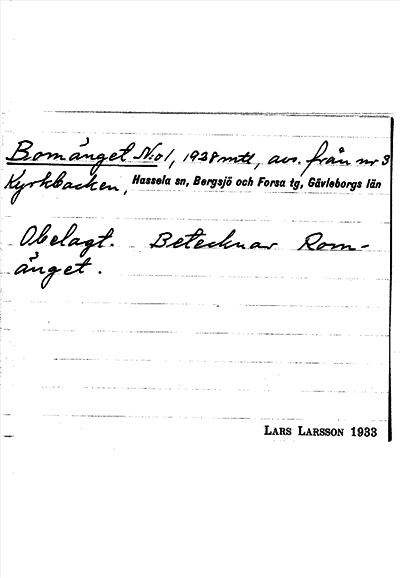 Bomänget No1, 1938 mtl, avs. från nr 3
Kyrkbacken, Hassela sn, Bergsjö och Forsa tg, Gävleborgs län
Obelagt. Betecknar Rom-
änget.
LARS LARSSON 1933